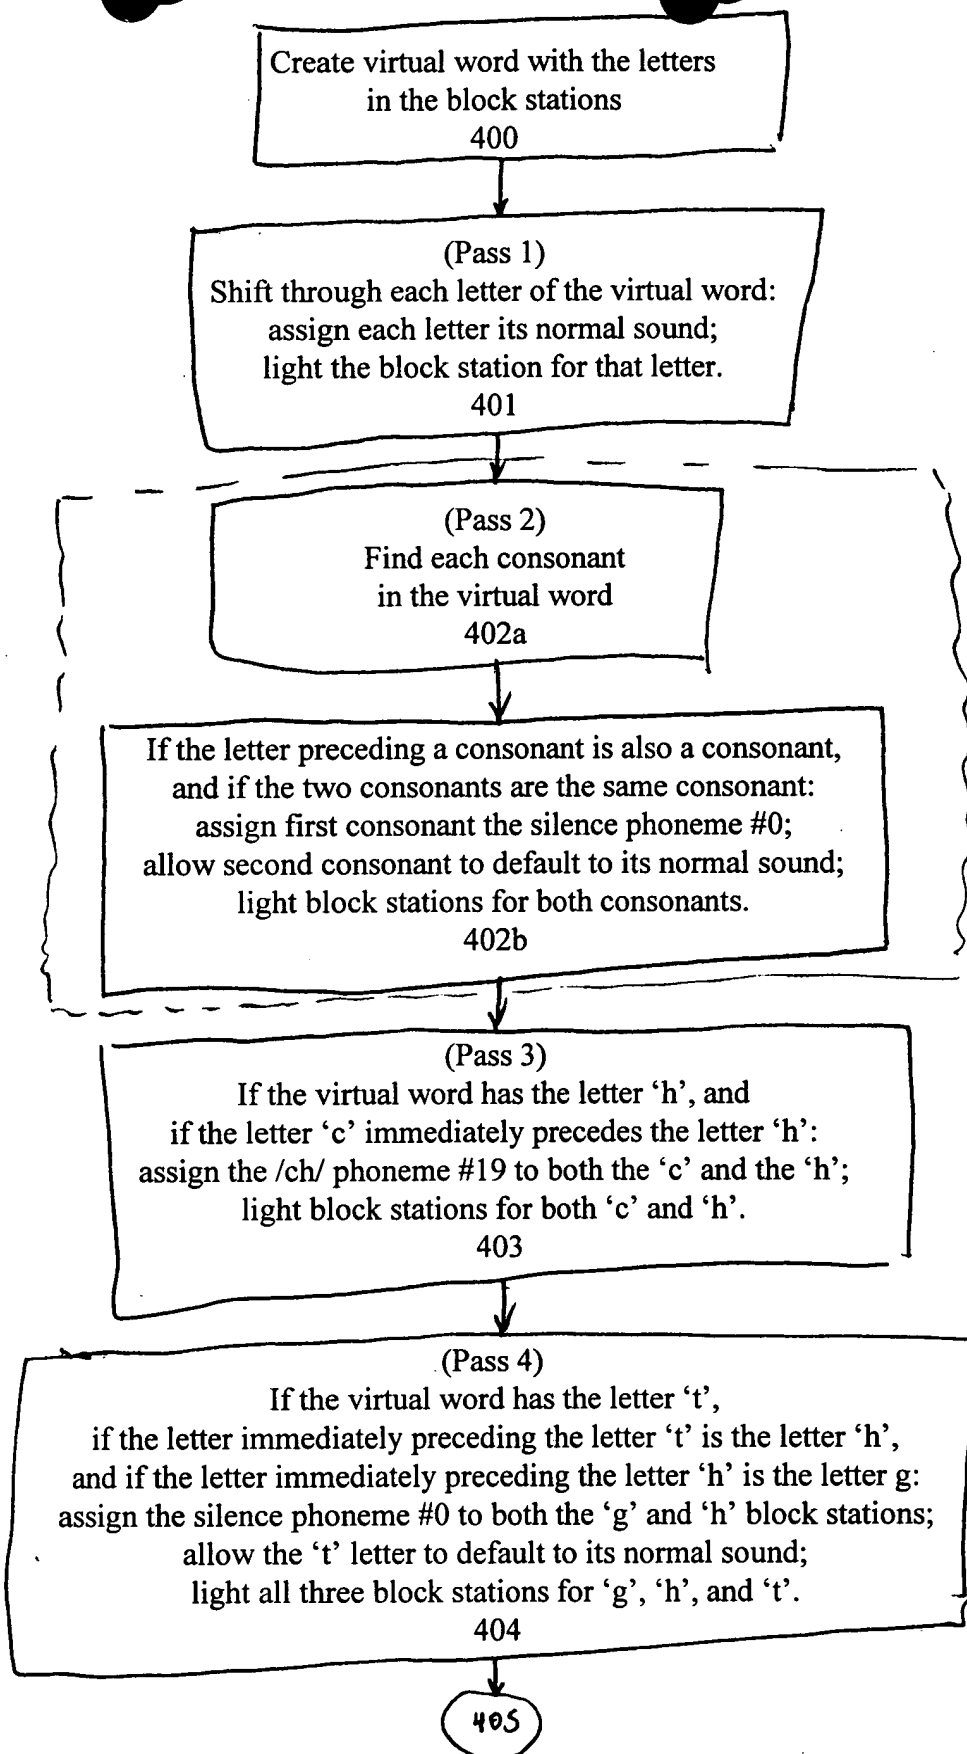 Create virtual word with the letters
in the block stations
400
(Pass 1)
Shift through each letter of the virtual word:
assign each letter its normal sound;
light the block station for that letter.
401
(Pass 2)
Find each consonant
in the virtual word
402a
If the letter preceding a consonant is also a consonant,
and if the two consonants are the same consonant:
assign first consonant the silence phoneme #0;
allow second consonant to default to its normal sound;
light block stations for both consonants.
402b
(Pass 3)
If the virtual word has the letter ‘h’, and
if the letter ‘c’ immediately precedes the letter ‘h’:
assign the /ch/ phoneme #19 to both the ‘c’ and the ‘h’;
light block stations for both ‘c’ and ‘h’.
403
(Pass 4)
If the virtual word has the letter ‘t’,
if the letter immediately preceding the letter ‘t’ is the letter ‘h’,
and if the letter immediately preceding the letter ‘h’ is the letter g:
assign the silence phoneme #0 to both the ‘g’ and ‘h’ block stations;
allow the ‘t’ letter to default to its normal sound;
light all three block stations for ‘g’, ‘h’, and ‘t’.
404
405